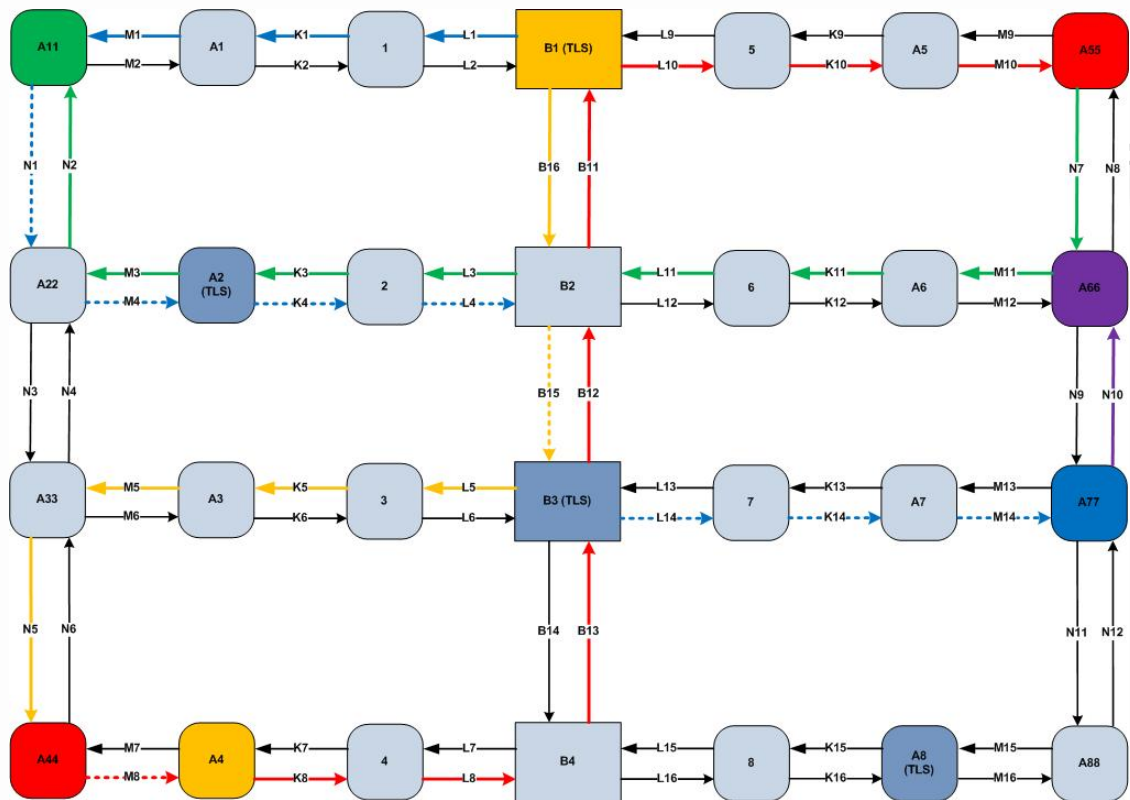 A11
M1
M2
A1
K1
K2
1
L1
L2
B1 (TLS)
L9
L10
5
K9
K10
A5
M9
M10
A55
N1
N2
B16
B11
N7
N8
A22
M3
M4
A2
(TLS)
K3
K4
2
L3
L4
B2
L11
L12
6
K11
K12
A6
M11
M12
A66
N3
N4
B15
B12
N9
N10
A33
M5
M6
A3
K5
K6
3
L5
L6
B3 (TLS)
L13
L14
7
K13
K14
A7
M13
M14
A77
N5
N6
B14
B13
N11
N12
A44
M7
M8
A4
K7
K8
4
L7
L8
B4
L15
L16
8
K15
K16
A8
(TLS)
M15
M16
A88